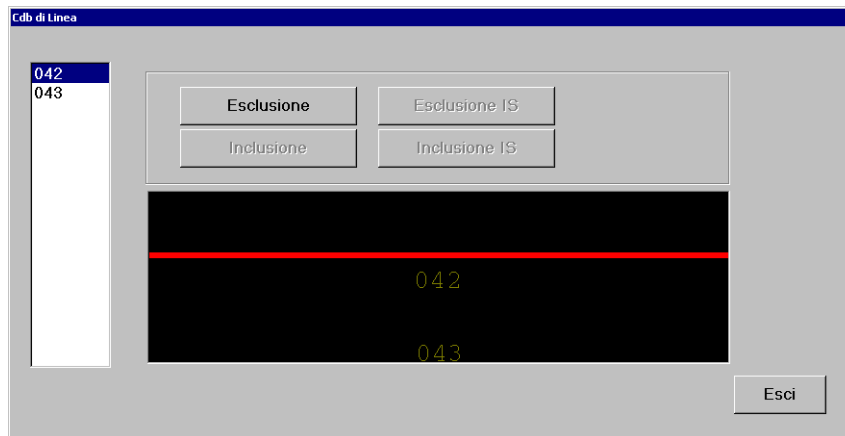 Cdb di Linea
042
043
Esclusione
Esclusione IS
Inclusione
Inclusione IS
042
043
Esci